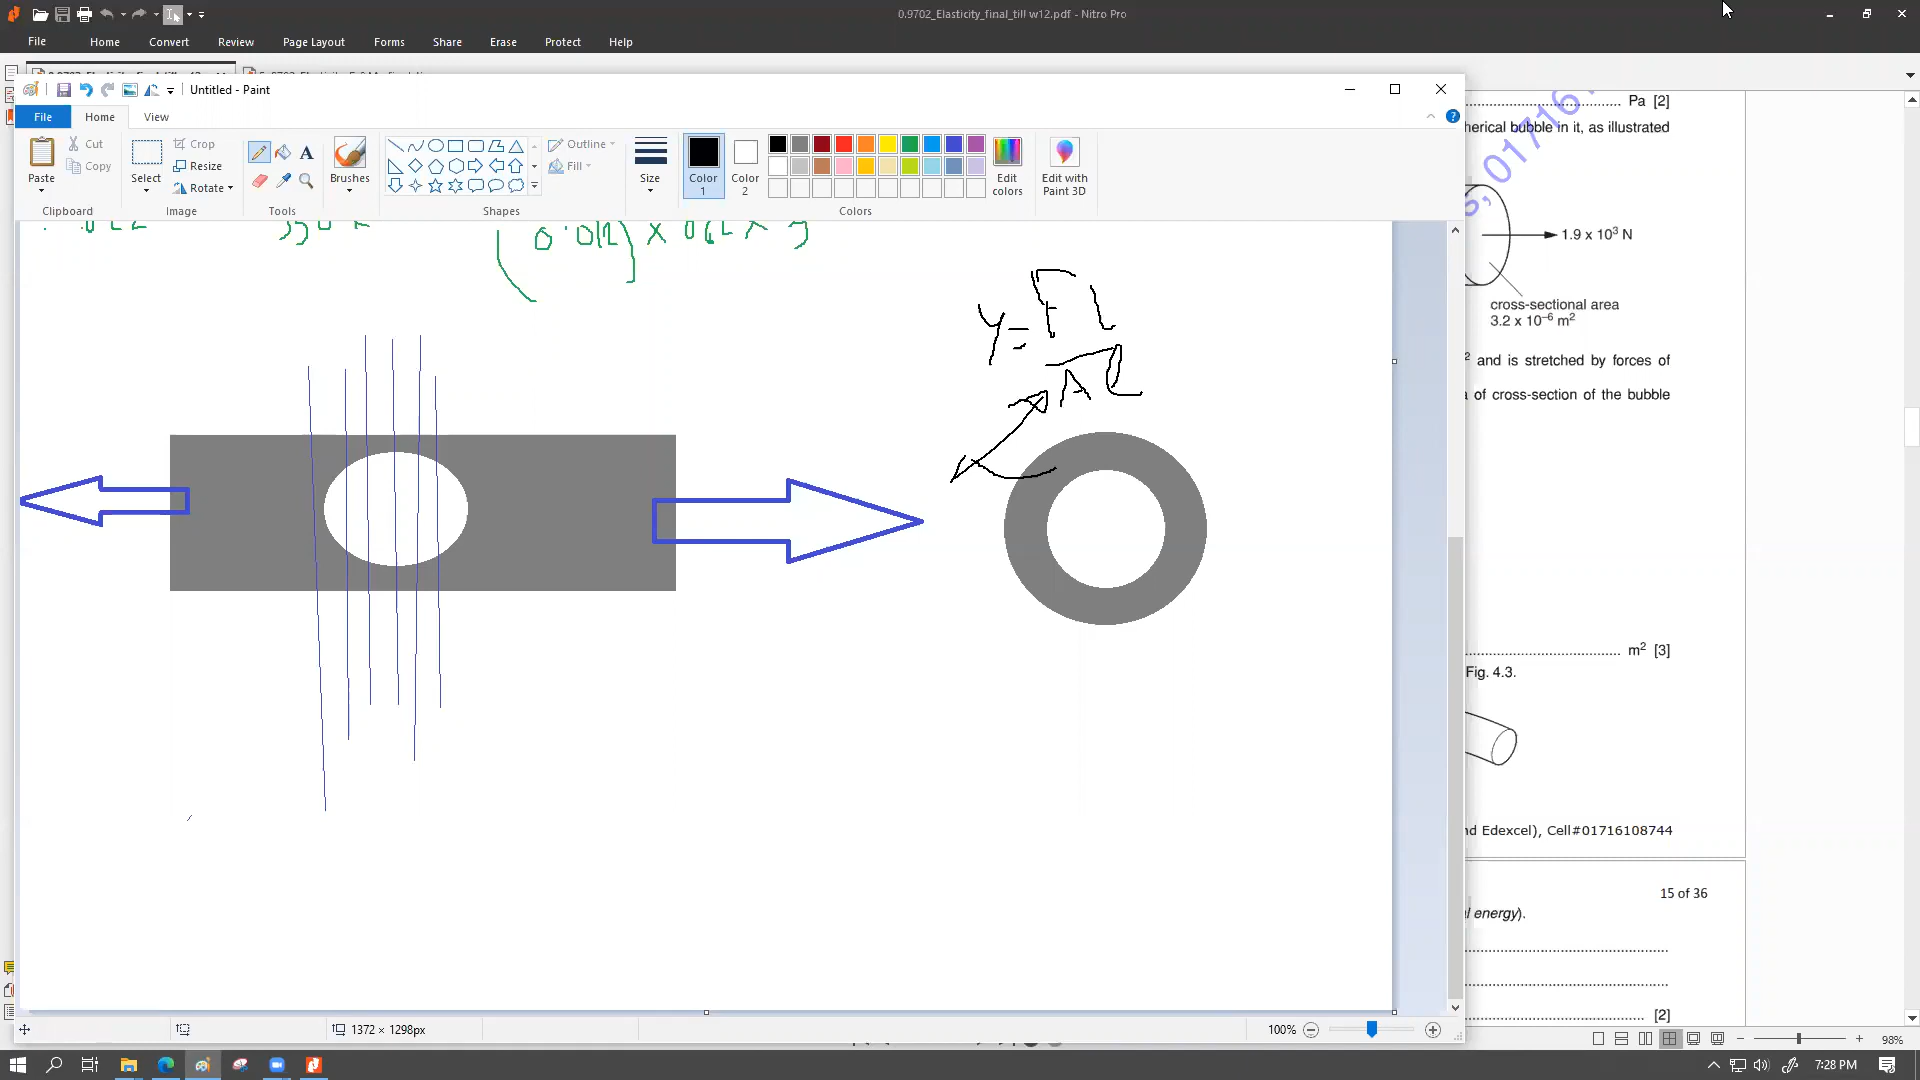 0.9702_Elasticity_final_till w12.pdf - Nitro Pro
File Home Convert Review Page Layout Forms Share Erase Protect Help
Untitled - Paint
File Home View
Paste Cut Copy
Clipboard
Select Crop Resize Rotate
Image
A
Tools
Brushes
Shapes
Outline
Fill
Size
Color 1
Color 2
Colors
Edit colors
Edit with Paint 3D
Y = FL
Ae
Pa [2]
herical bubble in it, as illustrated
1.9 x 10³ N
cross-sectional area
3.2 x 10⁻⁶ m²
² and is stretched by forces of
a of cross-section of the bubble
m² [3]
Fig. 4.3.
nd Edexcel), Cell#01716108744
15 of 36
l energy).
[2]
1372 × 1298px
100%
98%
7:28 PM